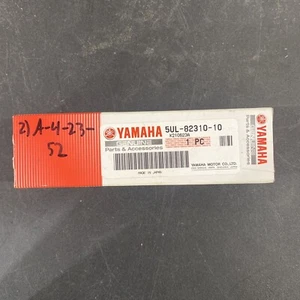 2) A-4-23-
52
YAMAHA
GENUINE
Parts & Accessories
5UL-82310-10
1 PC
YAMAHA
YAMAHA MOTOR CO., LTD.
MADE IN JAPAN